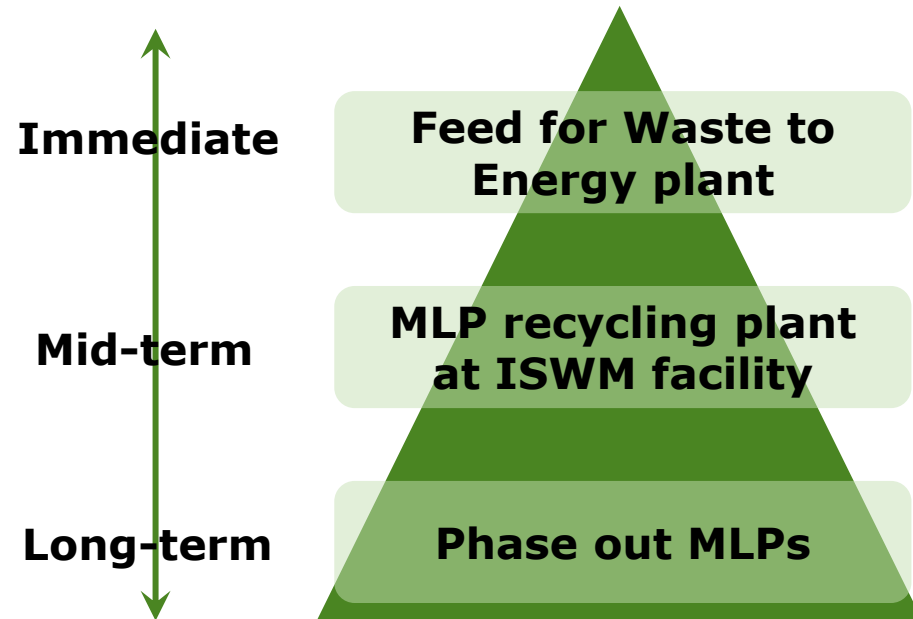 Immediate
Feed for Waste to
Energy plant
Mid-term
MLP recycling plant
at ISWM facility
Long-term
Phase out MLPs